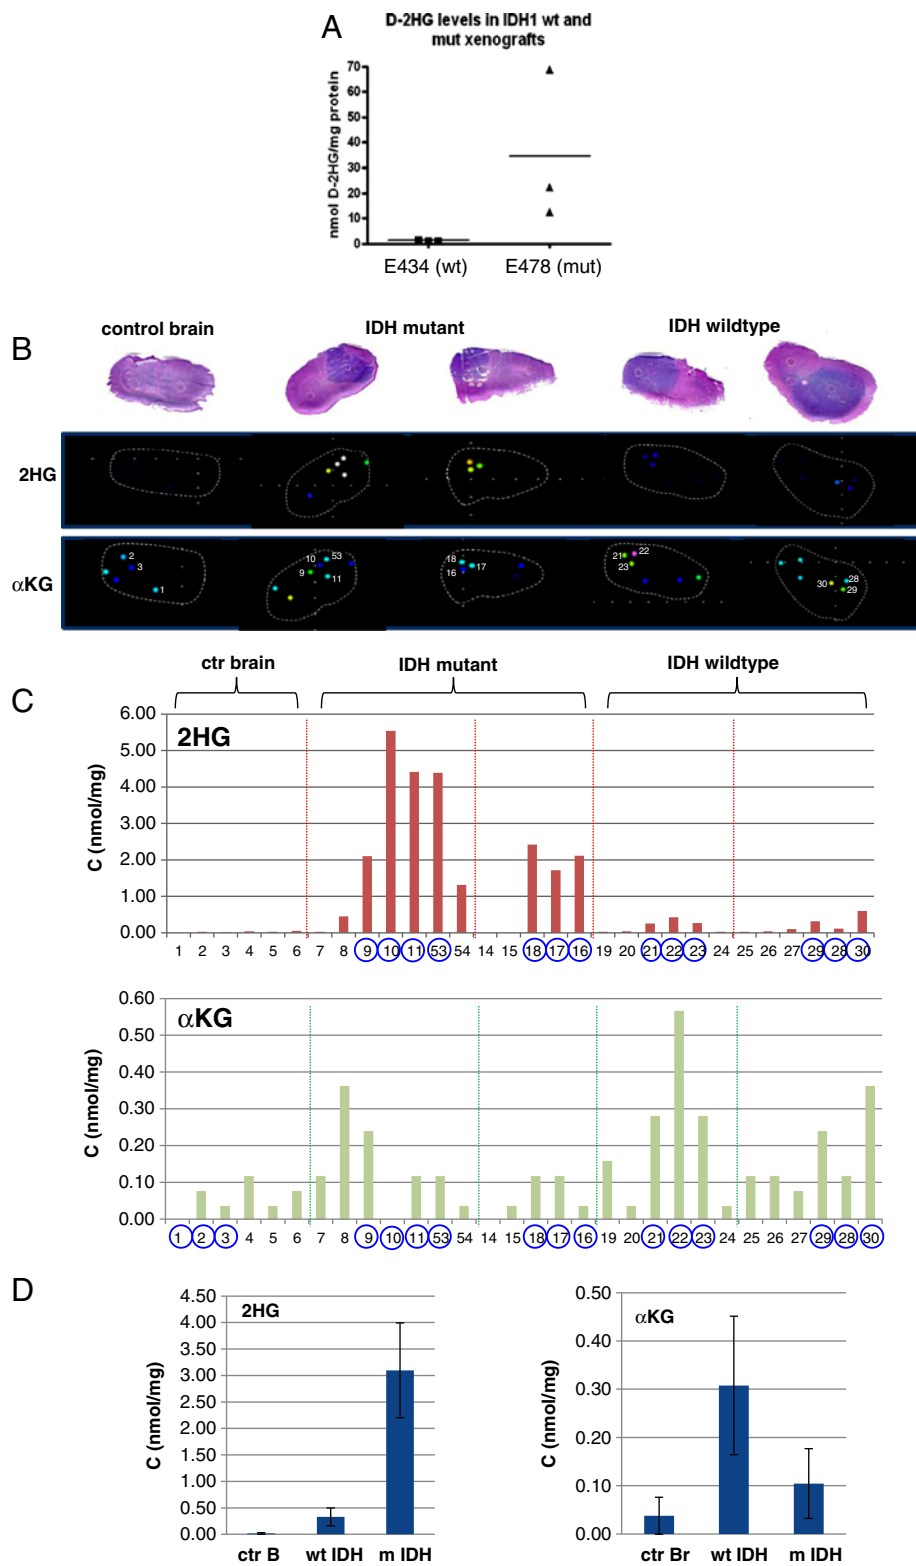 A
D-2HG levels in IDH1 wt and
mut xenografts
nmol D-2HG/mg protein
70
60
50
40
30
20
10
0
E434 (wt) E478 (mut)
B
control brain IDH mutant IDH wildtype
2HG
αKG
2 3 1
10 53 9 11
18 16 17
21 22 23
30 28 29
C
ctr brain IDH mutant IDH wildtype
2HG
C (nmol/mg)
6.00
5.00
4.00
3.00
2.00
1.00
0.00
1 2 3 4 5 6 7 8 9 10 11 53 54 14 15 18 17 16 19 20 21 22 23 24 25 26 27 29 28 30
αKG
C (nmol/mg)
0.60
0.50
0.40
0.30
0.20
0.10
0.00
1 2 3 4 5 6 7 8 9 10 11 53 54 14 15 18 17 16 19 20 21 22 23 24 25 26 27 29 28 30
D
2HG
C (nmol/mg)
4.50
4.00
3.50
3.00
2.50
2.00
1.50
1.00
0.50
0.00
ctr B wt IDH m IDH
αKG
C (nmol/mg)
0.50
0.40
0.30
0.20
0.10
0.00
ctr Br wt IDH m IDH